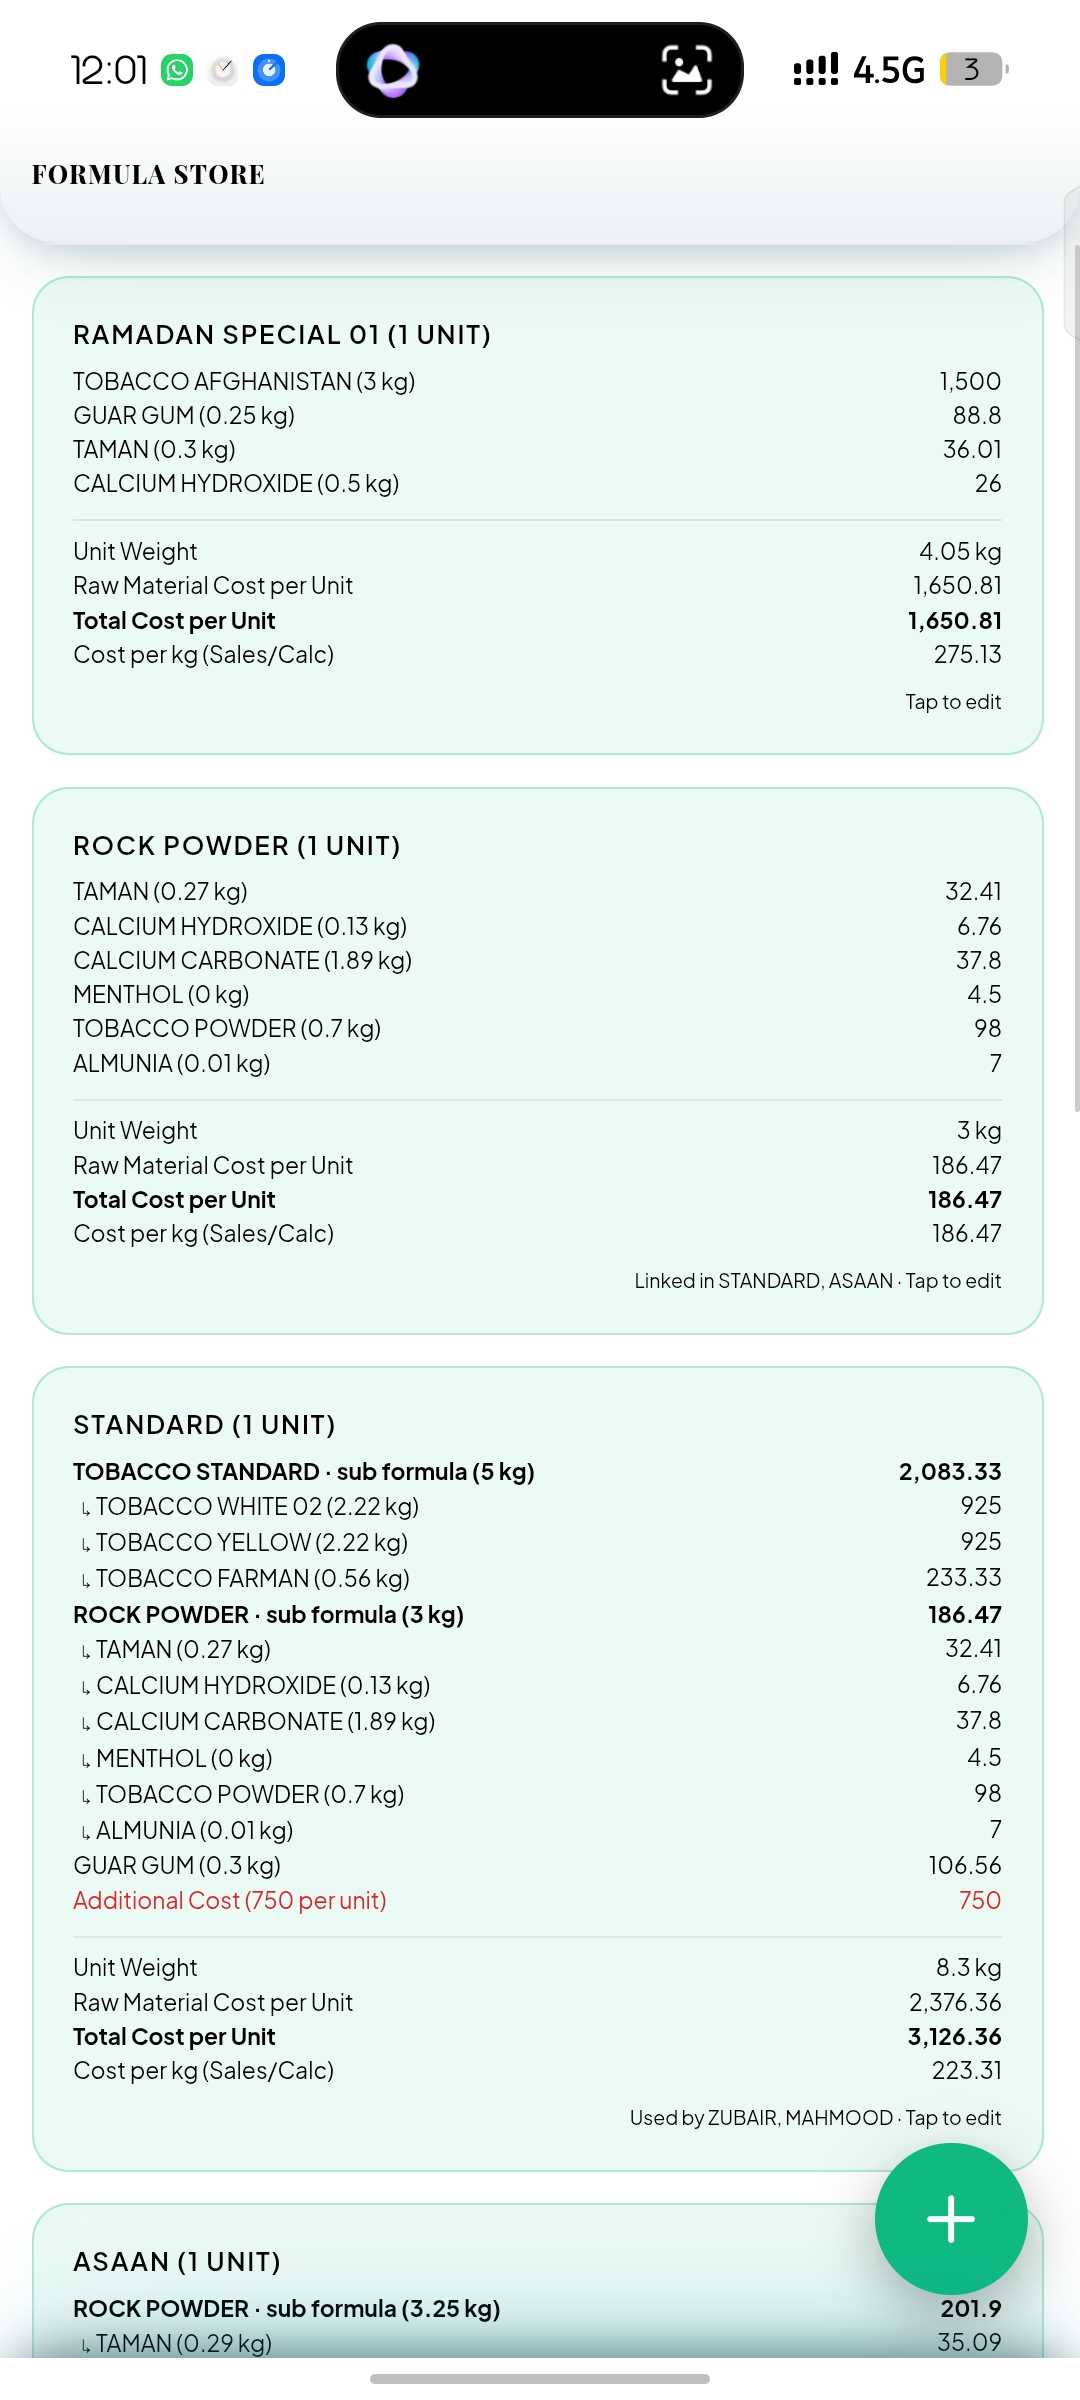 12:01
4.5G
3
FORMULA STORE
RAMADAN SPECIAL 01 (1 UNIT)
TOBACCO AFGHANISTAN (3 kg) 1,500
GUAR GUM (0.25 kg) 88.8
TAMAN (0.3 kg) 36.01
CALCIUM HYDROXIDE (0.5 kg) 26
Unit Weight 4.05 kg
Raw Material Cost per Unit 1,650.81
Total Cost per Unit 1,650.81
Cost per kg (Sales/Calc) 275.13
Tap to edit
ROCK POWDER (1 UNIT)
TAMAN (0.27 kg) 32.41
CALCIUM HYDROXIDE (0.13 kg) 6.76
CALCIUM CARBONATE (1.89 kg) 37.8
MENTHOL (0 kg) 4.5
TOBACCO POWDER (0.7 kg) 98
ALMUNIA (0.01 kg) 7
Unit Weight 3 kg
Raw Material Cost per Unit 186.47
Total Cost per Unit 186.47
Cost per kg (Sales/Calc) 186.47
Linked in STANDARD, ASAAN · Tap to edit
STANDARD (1 UNIT)
TOBACCO STANDARD · sub formula (5 kg) 2,083.33
↳ TOBACCO WHITE 02 (2.22 kg) 925
↳ TOBACCO YELLOW (2.22 kg) 925
↳ TOBACCO FARMAN (0.56 kg) 233.33
ROCK POWDER · sub formula (3 kg) 186.47
↳ TAMAN (0.27 kg) 32.41
↳ CALCIUM HYDROXIDE (0.13 kg) 6.76
↳ CALCIUM CARBONATE (1.89 kg) 37.8
↳ MENTHOL (0 kg) 4.5
↳ TOBACCO POWDER (0.7 kg) 98
↳ ALMUNIA (0.01 kg) 7
GUAR GUM (0.3 kg) 106.56
Additional Cost (750 per unit) 750
Unit Weight 8.3 kg
Raw Material Cost per Unit 2,376.36
Total Cost per Unit 3,126.36
Cost per kg (Sales/Calc) 223.31
Used by ZUBAIR, MAHMOOD · Tap to edit
ASAAN (1 UNIT)
ROCK POWDER · sub formula (3.25 kg) 201.9
↳ TAMAN (0.29 kg) 35.09